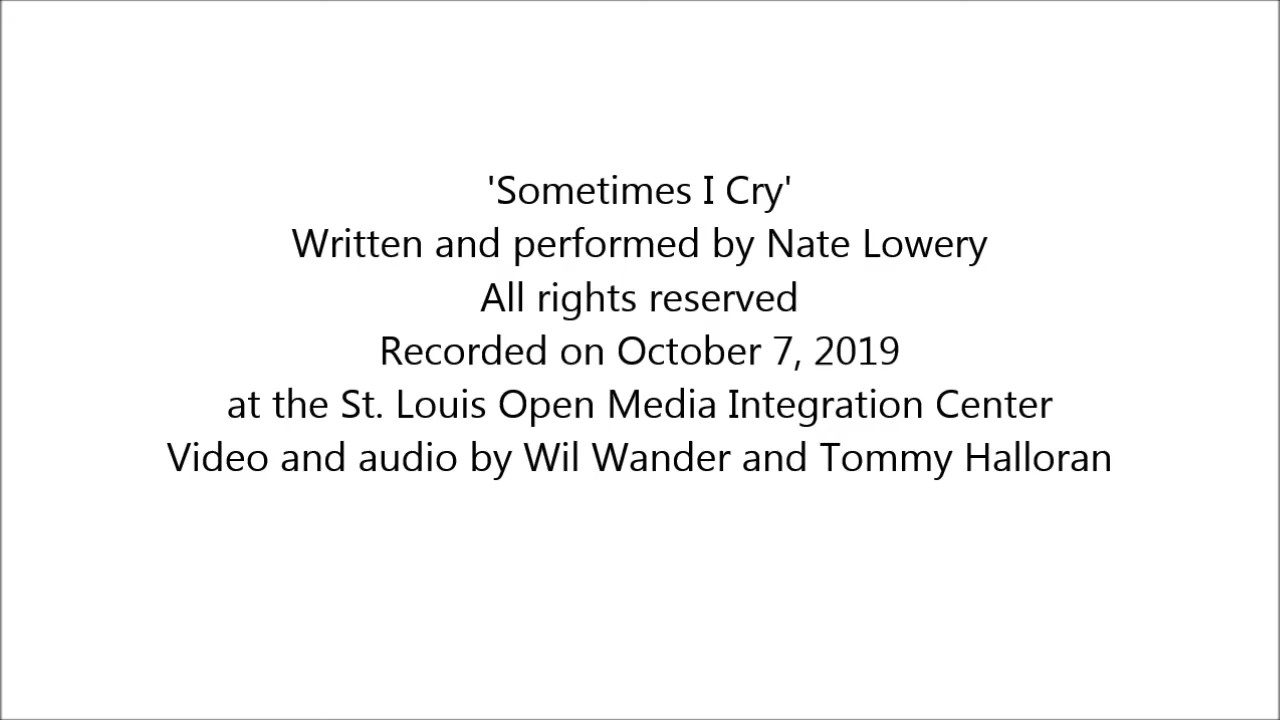 'Sometimes I Cry'
Written and performed by Nate Lowery
All rights reserved
Recorded on October 7, 2019
at the St. Louis Open Media Integration Center
Video and audio by Wil Wander and Tommy Halloran